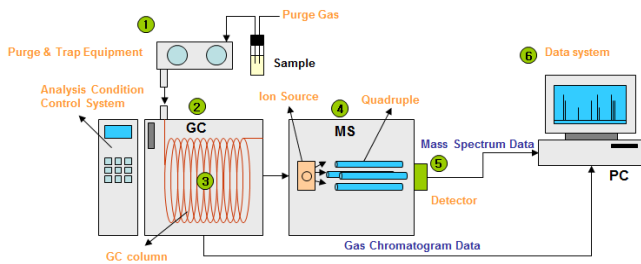 Purge Gas
1
Purge & Trap Equipment
Sample
6
Data system
Analysis Condition
Control System
2
GC
Ion Source
4
Quadruple
MS
3
Mass Spectrum Data
5
PC
Detector
Gas Chromatogram Data
GC column